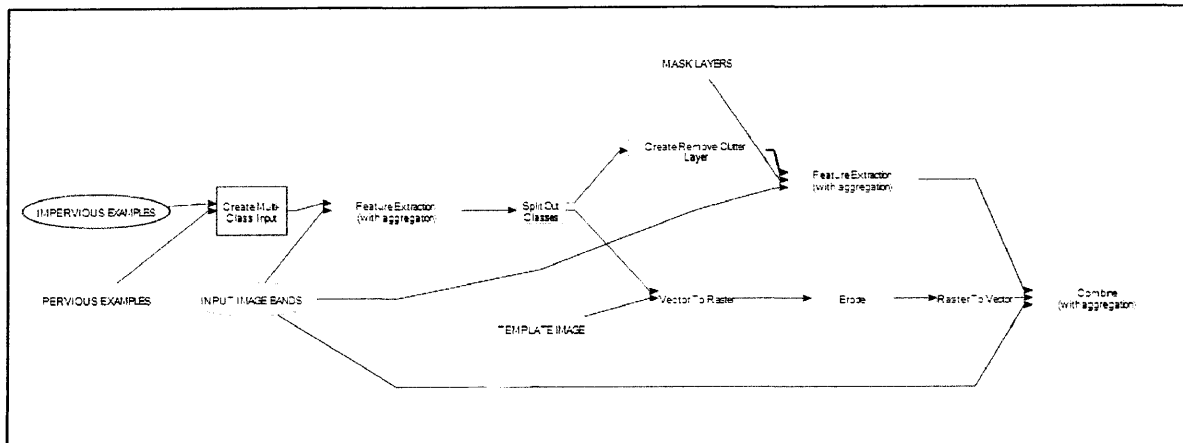 MASK LAYERS
Create Remove Clutter
Layer
Feature Extraction
(with aggregation)
IMPERVIOUS EXAMPLES
Create Multi-
Class Input
Feature Extraction
(with aggregation)
Split Out
Classes
PERVIOUS EXAMPLES
INPUT IMAGE BANDS
Vector To Raster
Erode
Raster To Vector
Combine
(with aggregation)
TEMPLATE IMAGE